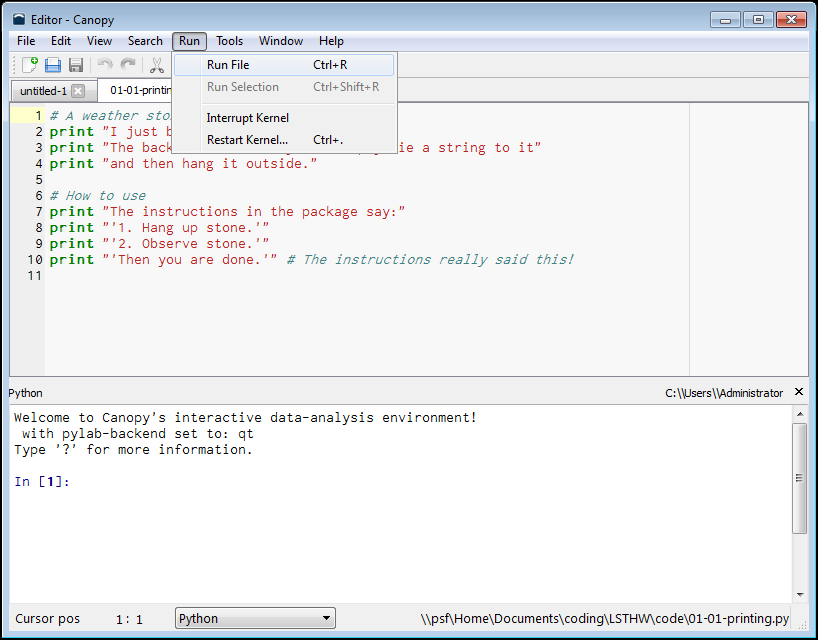 Editor - Canopy
File Edit View Search Run Tools Window Help
Run File Ctrl+R
Run Selection Ctrl+Shift+R
Interrupt Kernel
Restart Kernel... Ctrl+.
untitled-1 01-01-printin
1 # A weather sto
2 print "I just b
3 print "The back ie a string to it"
4 print "and then hang it outside."
5
6 # How to use
7 print "The instructions in the package say:"
8 print "'1. Hang up stone.'"
9 print "'2. Observe stone.'"
10 print "'Then you are done.'" # The instructions really said this!
11
Python C:\\Users\\Administrator
Welcome to Canopy's interactive data-analysis environment!
with pylab-backend set to: qt
Type '?' for more information.
In [1]:
Cursor pos 1: 1 Python \\psf\Home\Documents\coding\LSTHW\code\01-01-printing.py